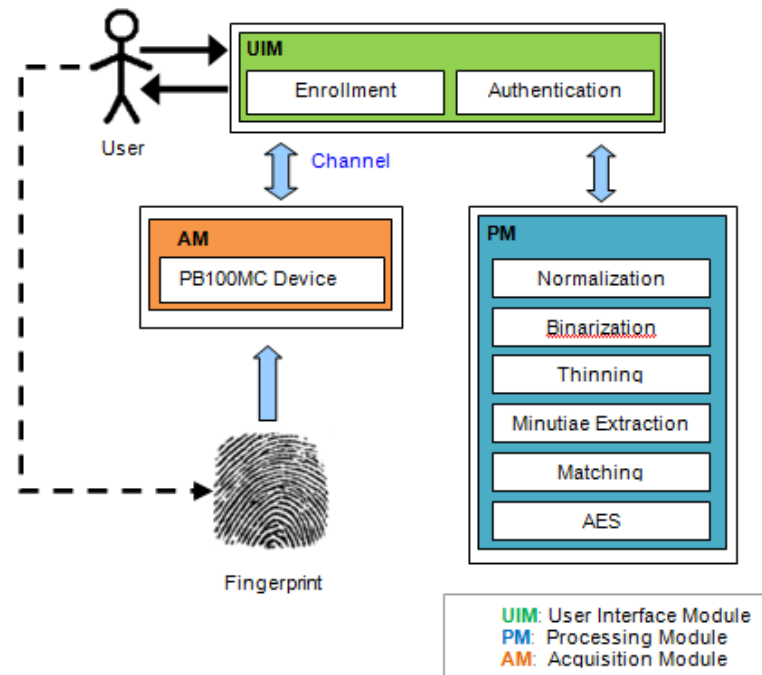 UIM
Enrollment
Authentication
User
Channel
AM
PB100MC Device
PM
Normalization
Binarization
Thinning
Minutiae Extraction
Matching
AES
Fingerprint
UIM: User Interface Module
PM: Processing Module
AM: Acquisition Module